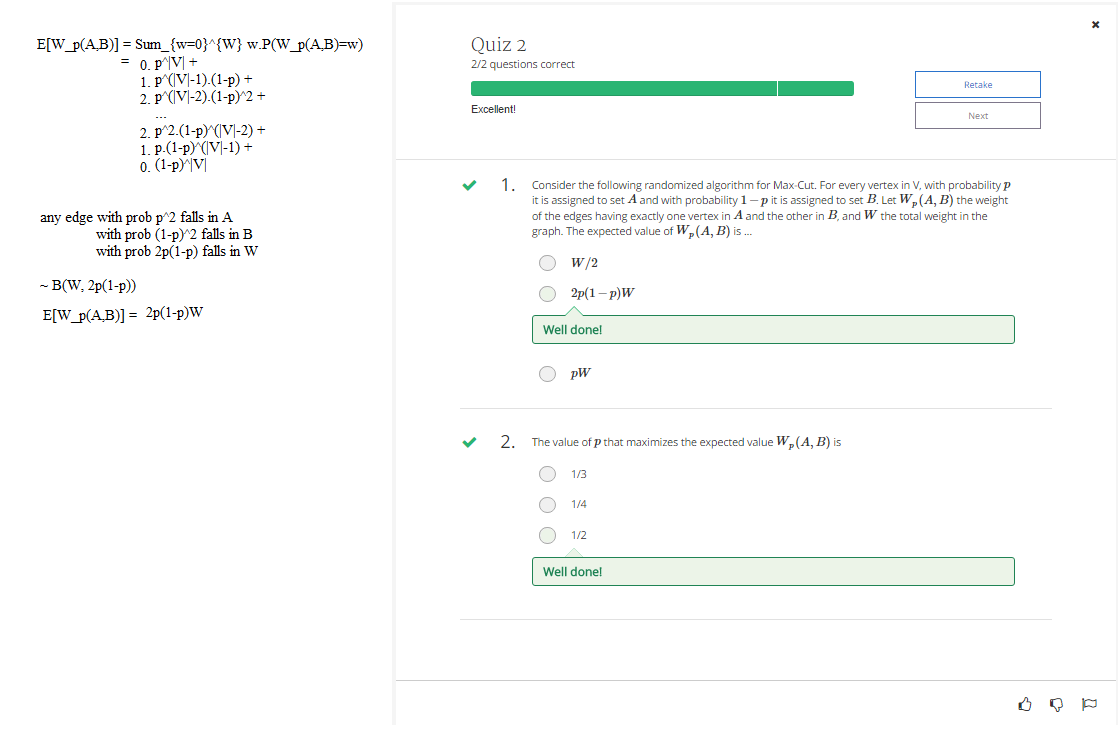 E[W_p(A,B)] = Sum_{w=0}^{W} w.P(W_p(A,B)=w)
= 0. p^|V| +
1. p^(|V|-1).(1-p) +
2. p^(|V|-2).(1-p)^2 +
...
2. p^2.(1-p)^(|V|-2) +
1. p.(1-p)^(|V|-1) +
0. (1-p)^|V|
any edge with prob p^2 falls in A
with prob (1-p)^2 falls in B
with prob 2p(1-p) falls in W
~ B(W, 2p(1-p))
E[W_p(A,B)] = 2p(1-p)W
×
Quiz 2
2/2 questions correct
Excellent!
Retake
Next
1. Consider the following randomized algorithm for Max-Cut. For every vertex in V, with probability p
it is assigned to set A and with probability 1 − p it is assigned to set B. Let W_p(A, B) the weight
of the edges having exactly one vertex in A and the other in B, and W the total weight in the
graph. The expected value of W_p(A, B) is ...
W/2
2p(1 − p)W
Well done!
pW
2. The value of p that maximizes the expected value W_p(A, B) is
1/3
1/4
1/2
Well done!